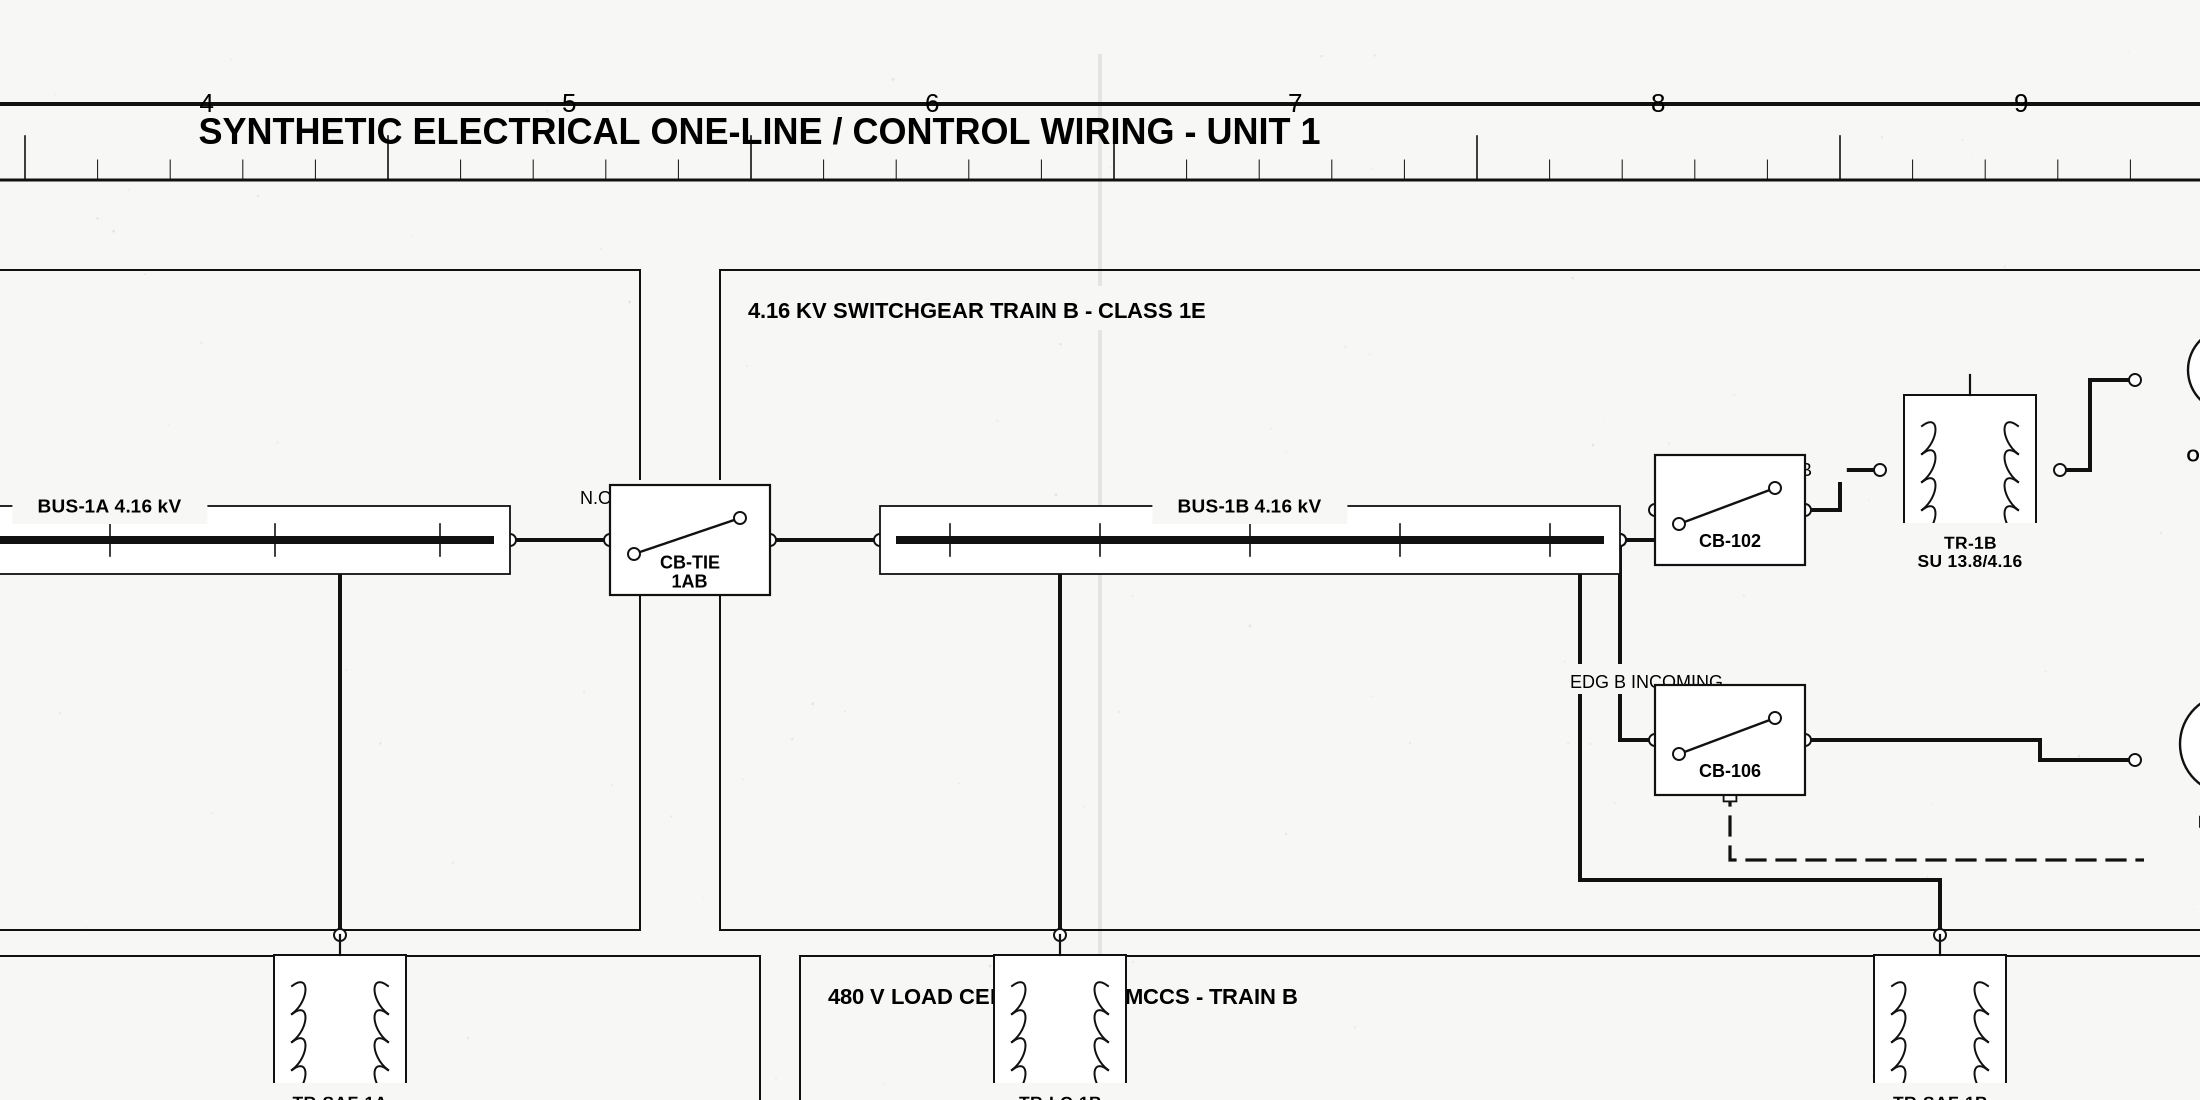 4 5 6 7 8 9
SYNTHETIC ELECTRICAL ONE-LINE / CONTROL WIRING - UNIT 1
4.16 KV SWITCHGEAR TRAIN B - CLASS 1E
N.O
BUS-1A 4.16 kV
BUS-1B 4.16 kV
CB-TIE
1AB
CB-102
TR-1B
SU 13.8/4.16
EDG B INCOMING
CB-106
480 V LOAD MCCS - TRAIN B